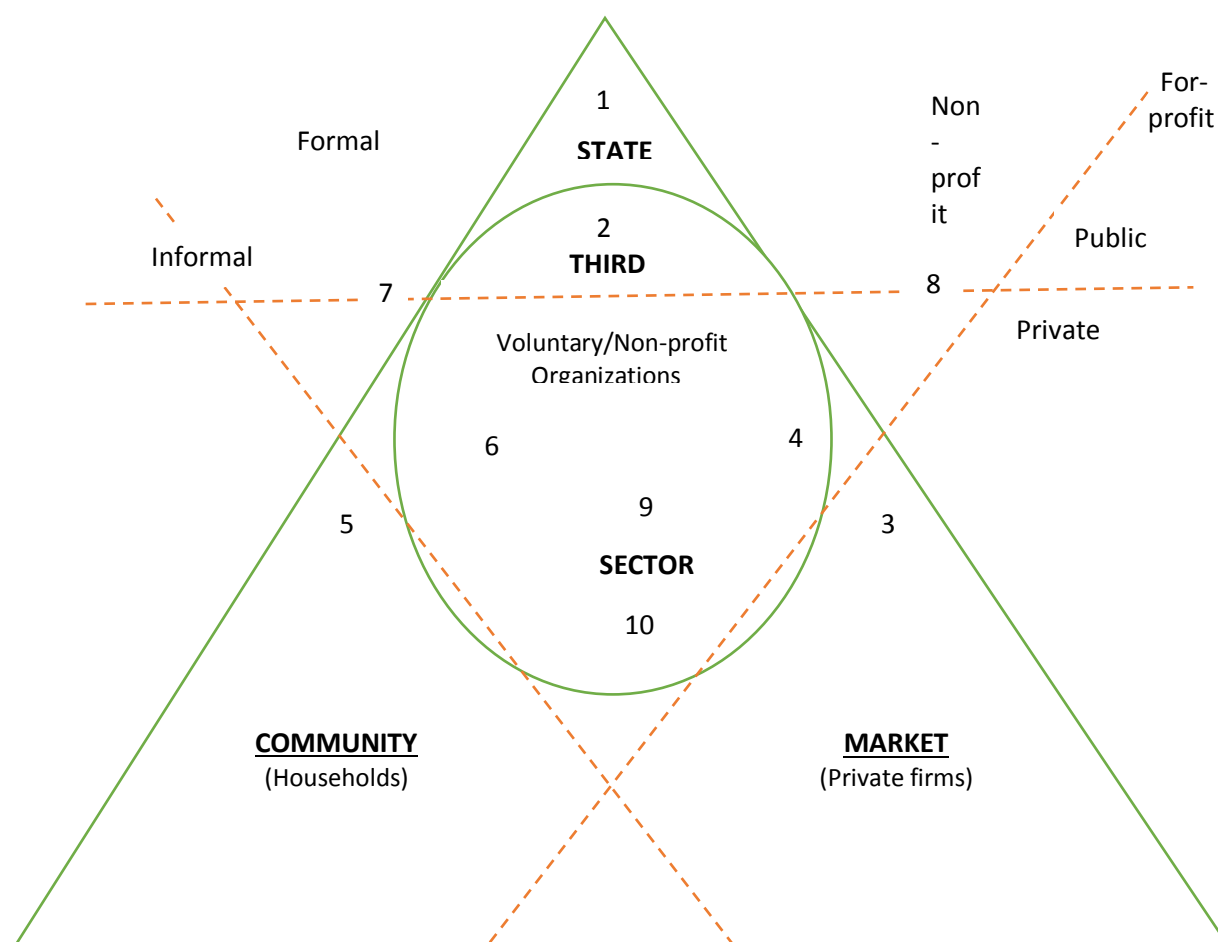 1
For-
profit
Non
-
prof
it
Formal
STATE
2
Public
Informal
THIRD
7
8
Private
Voluntary/Non-profit
Organizations
6
4
9
5
3
SECTOR
10
COMMUNITY
(Households)
MARKET
(Private firms)